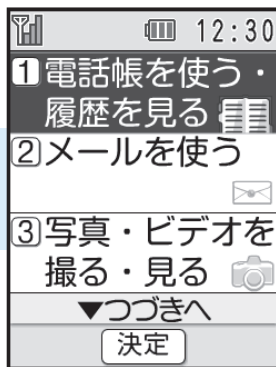 12:30
1 電話帳を使う・
履歴を見る
2 メールを使う
3 写真・ビデオを
撮る・見る
▼つづきへ
決定